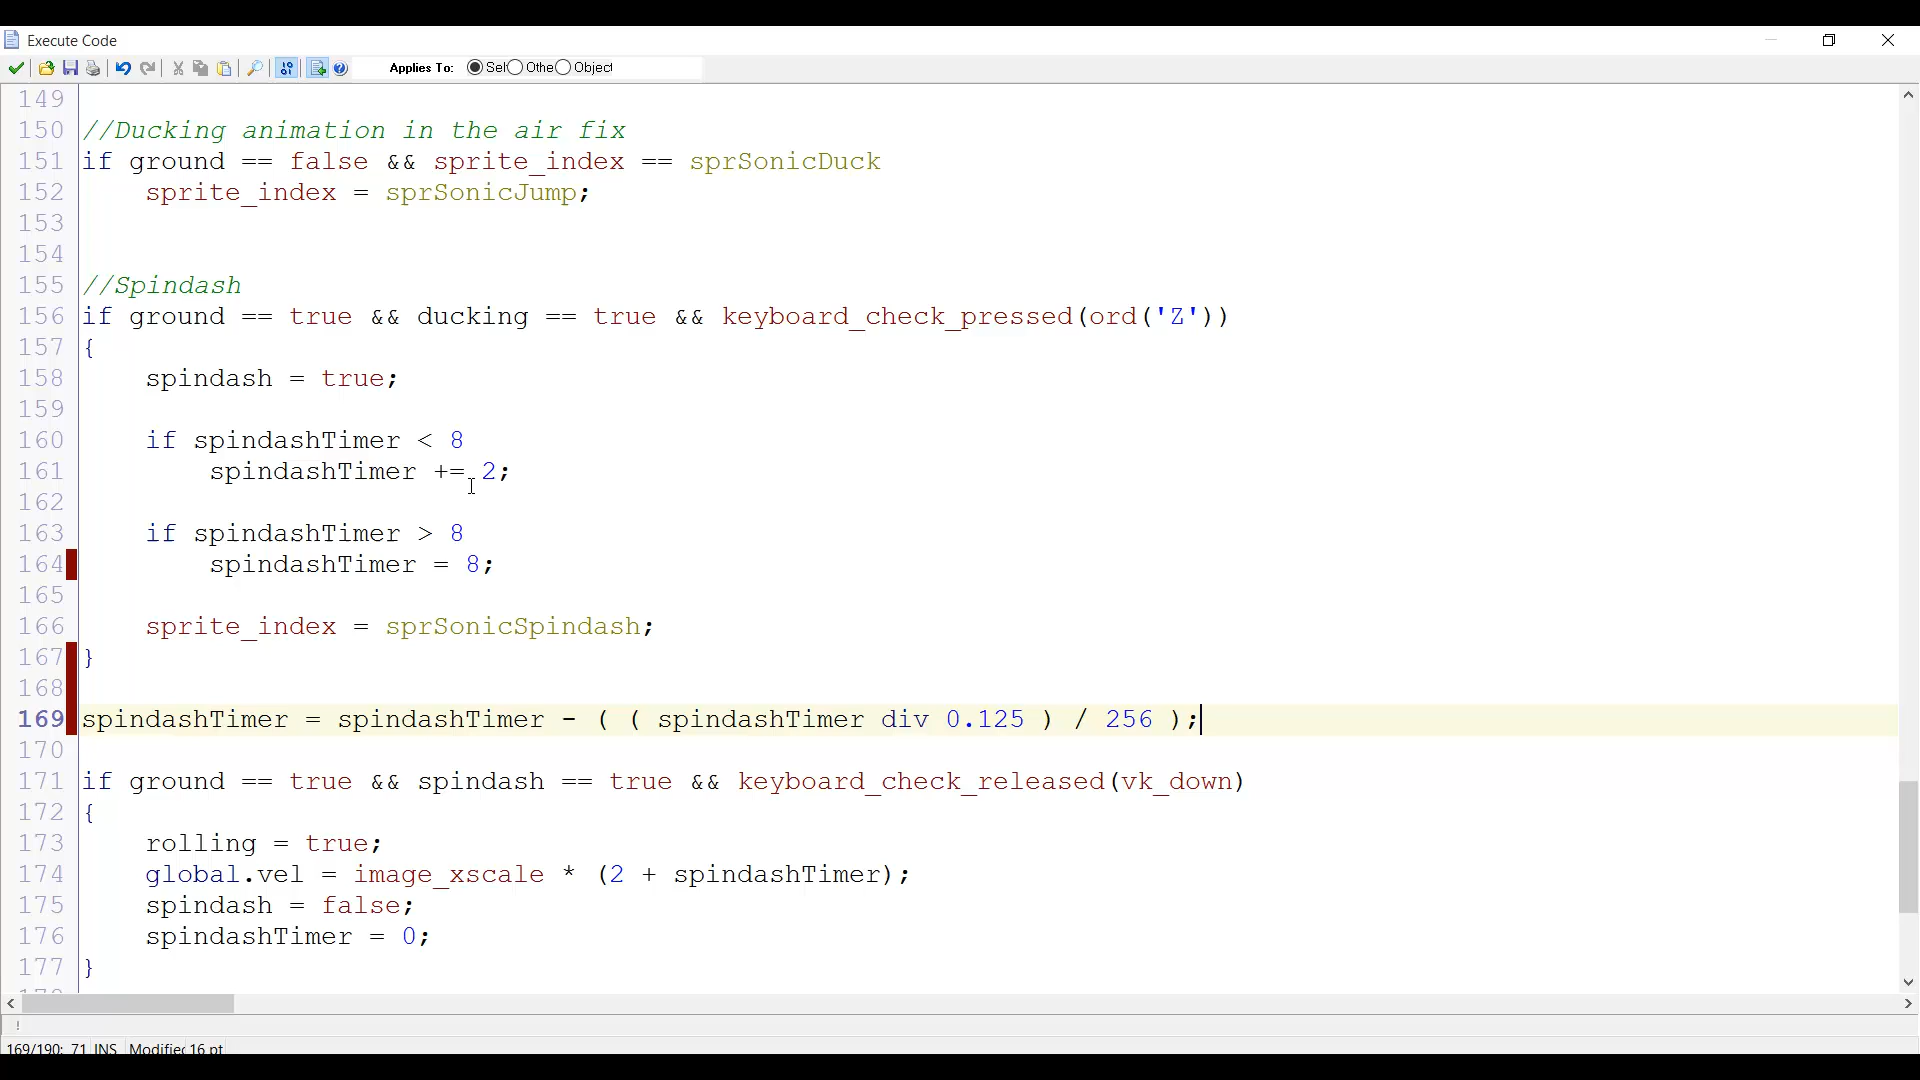 Execute Code
Applies To: Self Othe Object
149
150 //Ducking animation in the air fix
151 if ground == false && sprite_index == sprSonicDuck
152     sprite_index = sprSonicJump;
153
154
155 //Spindash
156 if ground == true && ducking == true && keyboard_check_pressed(ord('Z'))
157 {
158     spindash = true;
159
160     if spindashTimer < 8
161         spindashTimer += 2;
162
163     if spindashTimer > 8
164         spindashTimer = 8;
165
166     sprite_index = sprSonicSpindash;
167 }
168
169 spindashTimer = spindashTimer - ( ( spindashTimer div 0.125 ) / 256 );
170
171 if ground == true && spindash == true && keyboard_check_released(vk_down)
172 {
173     rolling = true;
174     global.vel = image_xscale * (2 + spindashTimer);
175     spindash = false;
176     spindashTimer = 0;
177 }
!
169/190: 71 INS Modified 16 pt